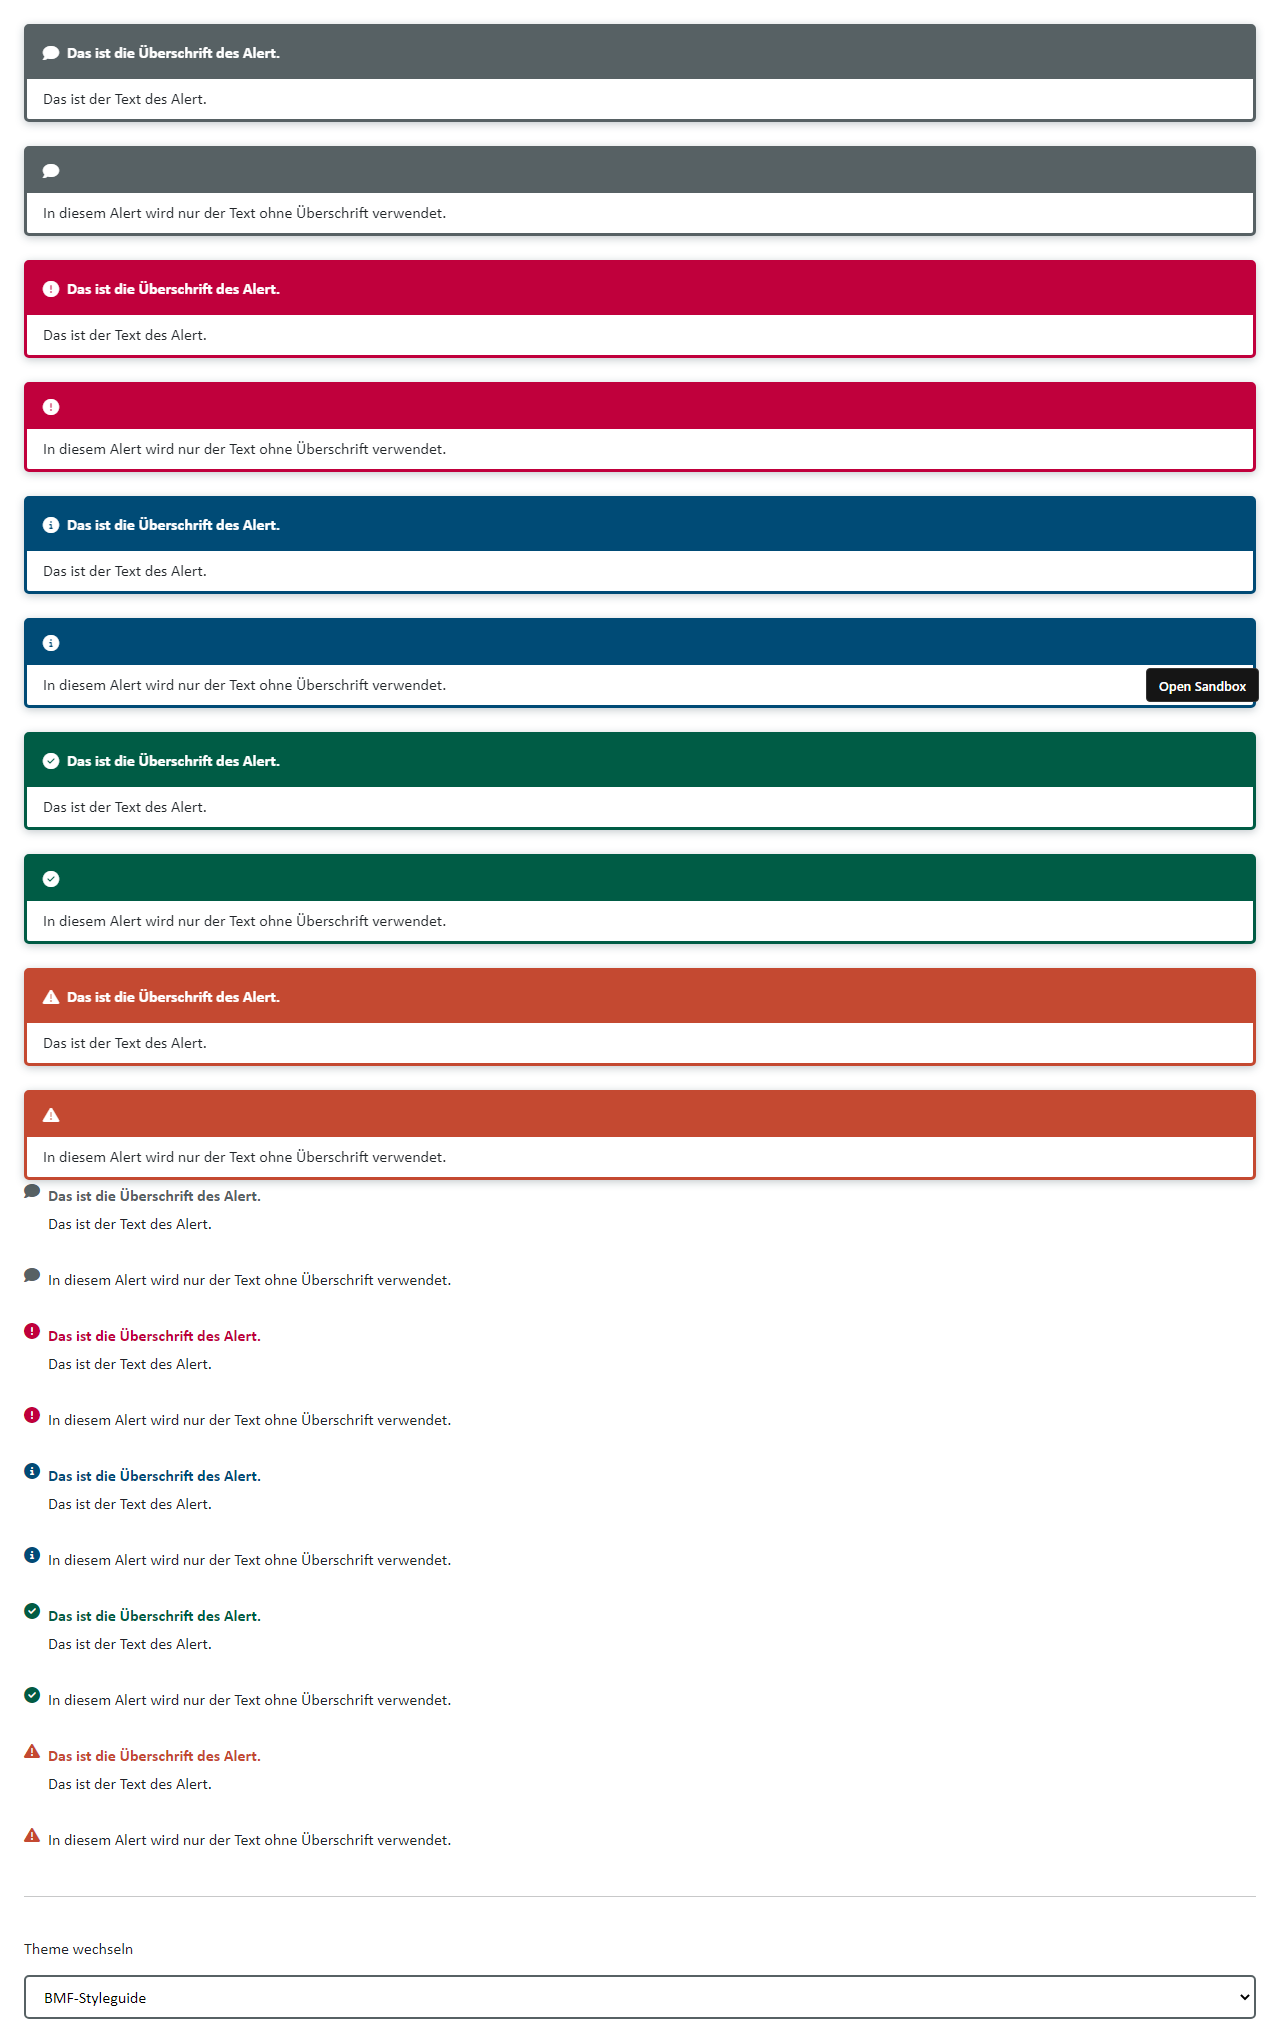 Das ist die Überschrift des Alert.
Das ist der Text des Alert.
In diesem Alert wird nur der Text ohne Überschrift verwendet.
Das ist die Überschrift des Alert.
Das ist der Text des Alert.
In diesem Alert wird nur der Text ohne Überschrift verwendet.
Das ist die Überschrift des Alert.
Das ist der Text des Alert.
In diesem Alert wird nur der Text ohne Überschrift verwendet.
Open Sandbox
Das ist die Überschrift des Alert.
Das ist der Text des Alert.
In diesem Alert wird nur der Text ohne Überschrift verwendet.
Das ist die Überschrift des Alert.
Das ist der Text des Alert.
In diesem Alert wird nur der Text ohne Überschrift verwendet.
Das ist die Überschrift des Alert.
Das ist der Text des Alert.
In diesem Alert wird nur der Text ohne Überschrift verwendet.
Das ist die Überschrift des Alert.
Das ist der Text des Alert.
In diesem Alert wird nur der Text ohne Überschrift verwendet.
Das ist die Überschrift des Alert.
Das ist der Text des Alert.
In diesem Alert wird nur der Text ohne Überschrift verwendet.
Das ist die Überschrift des Alert.
Das ist der Text des Alert.
In diesem Alert wird nur der Text ohne Überschrift verwendet.
Das ist die Überschrift des Alert.
Das ist der Text des Alert.
In diesem Alert wird nur der Text ohne Überschrift verwendet.
Theme wechseln
BMF-Styleguide